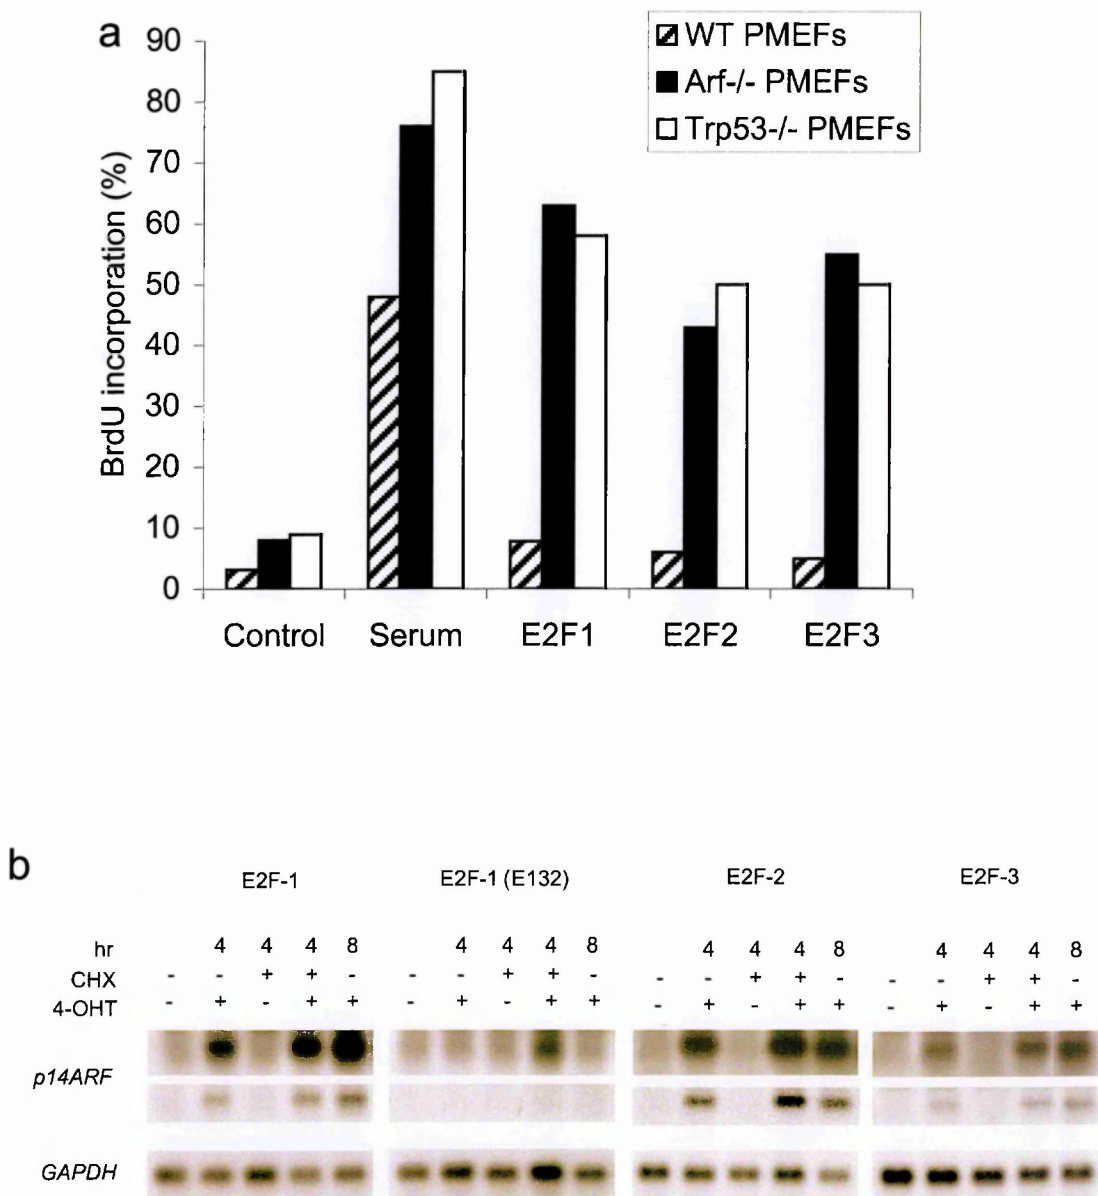 a
90
80
70
60
50
40
30
20
10
0
BrdU incorporation (%)
WT PMEFs
Arf-/- PMEFs
Trp53-/- PMEFs
Control Serum E2F1 E2F2 E2F3
b
E2F-1 E2F-1 (E132) E2F-2 E2F-3
hr 4 4 4 8 4 4 4 8 4 4 4 8 4 4 4 8
CHX - - + + - - - + + - - - + + - - - + + -
4-OHT - + - + + - + - + + - + - + + - + - + +
p14ARF
GAPDH